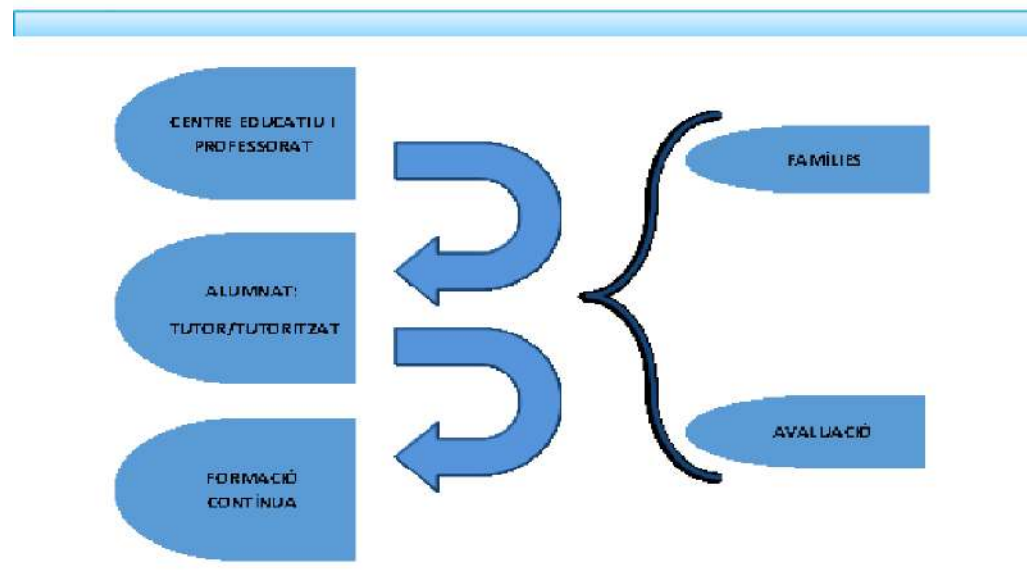 CENTRE EDUCATIU I
PROFESSORAT
ALUMNAT:
TUTOR/TUTORITZAT
FORMACIÓ
CONTÍNUA
FAMÍLIES
AVALUACIÓ